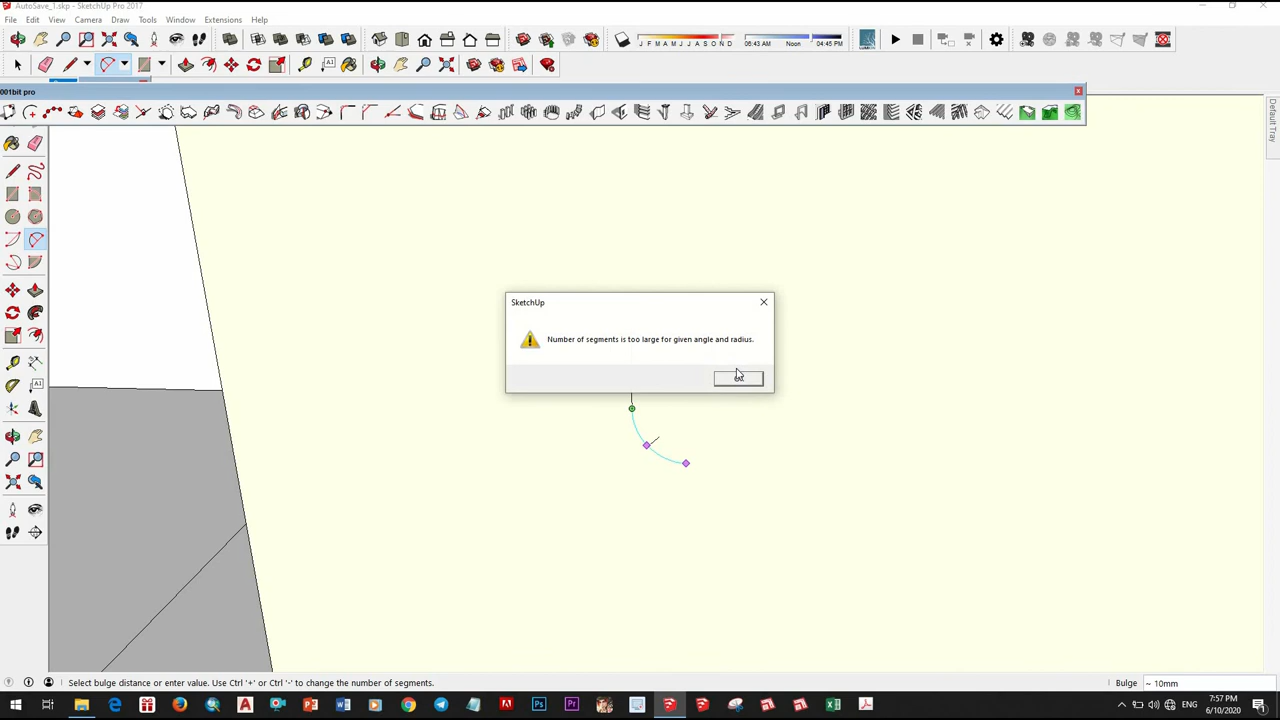 AutoSave_1.skp - SketchUp Pro 2017
File Edit View Camera Draw Tools Window Extensions Help
J F M A M J J A S O N D
06:43 AM Noon 04:45 PM
001bit pro
Default Tray
SketchUp
Number of segments is too large for given angle and radius.
Select bulge distance or enter value. Use Ctrl '+' or Ctrl '-' to change the number of segments.
Bulge ~ 10mm
7:57 PM
6/10/2020